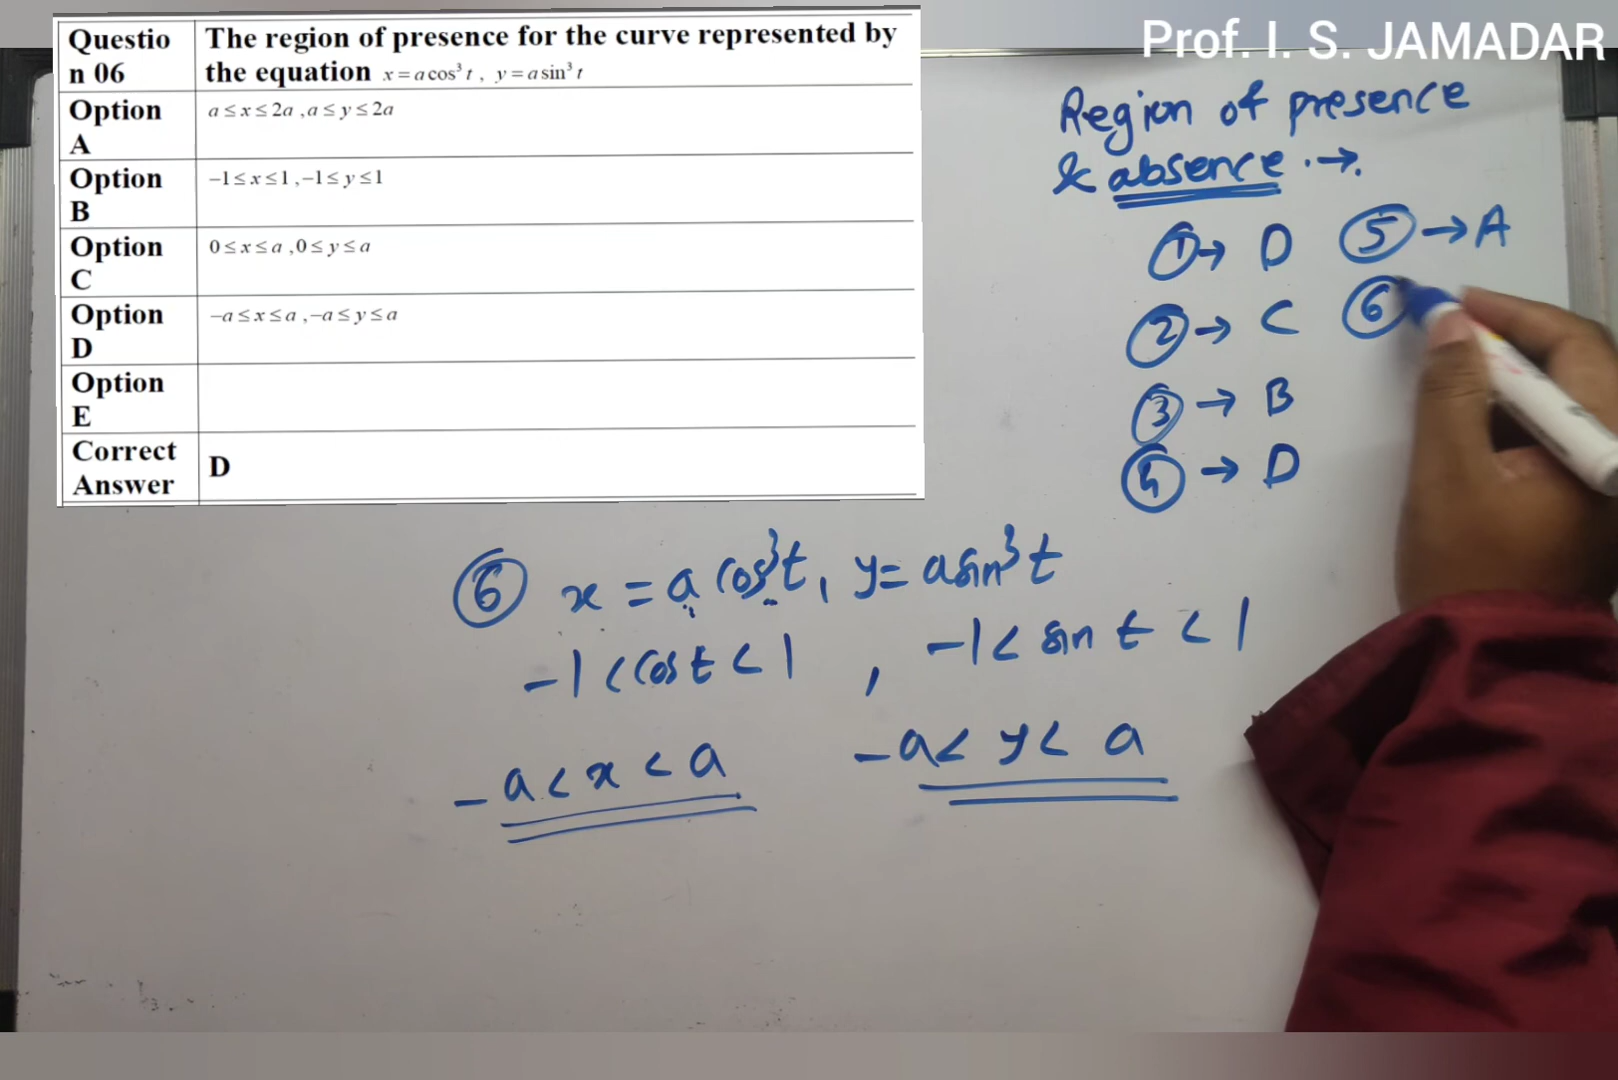 Prof. I. S. JAMADAR
Questio
n 06
The region of presence for the curve represented by
the equation x = a cos³ t , y = a sin³ t
Option
A
a ≤ x ≤ 2a , a ≤ y ≤ 2a
Option
B
−1 ≤ x ≤ 1 , −1 ≤ y ≤ 1
Option
C
0 ≤ x ≤ a , 0 ≤ y ≤ a
Option
D
−a ≤ x ≤ a , −a ≤ y ≤ a
Option
E
Correct
Answer
D
Region of presence
& absence .→.
① → D
② → C
③ → B
④ → D
⑤ → A
⑥
⑥ x = a cos³t, y = a sin³t
-1 < cos t < 1 , -1 < sin t < 1
-a < x < a -a < y < a